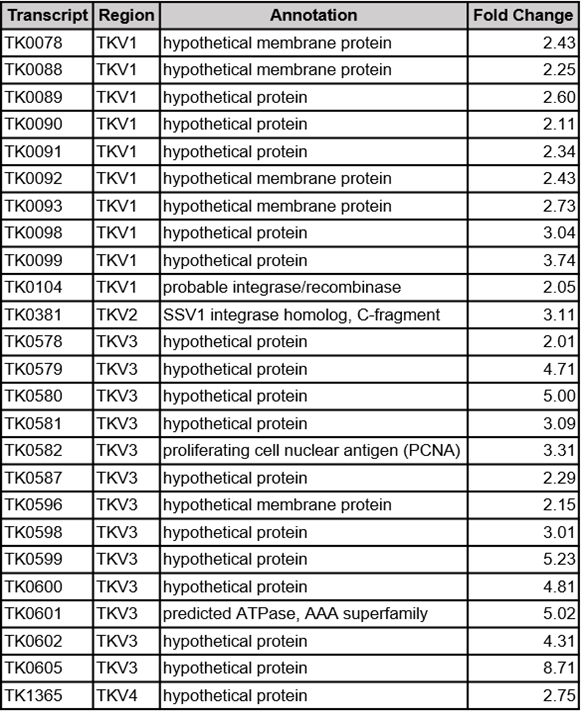 Transcript Region Annotation Fold Change
TK0078 TKV1 hypothetical membrane protein 2.43
TK0088 TKV1 hypothetical membrane protein 2.25
TK0089 TKV1 hypothetical protein 2.60
TK0090 TKV1 hypothetical protein 2.11
TK0091 TKV1 hypothetical protein 2.34
TK0092 TKV1 hypothetical membrane protein 2.43
TK0093 TKV1 hypothetical membrane protein 2.73
TK0098 TKV1 hypothetical protein 3.04
TK0099 TKV1 hypothetical protein 3.74
TK0104 TKV1 probable integrase/recombinase 2.05
TK0381 TKV2 SSV1 integrase homolog, C-fragment 3.11
TK0578 TKV3 hypothetical protein 2.01
TK0579 TKV3 hypothetical protein 4.71
TK0580 TKV3 hypothetical protein 5.00
TK0581 TKV3 hypothetical protein 3.09
TK0582 TKV3 proliferating cell nuclear antigen (PCNA) 3.31
TK0587 TKV3 hypothetical protein 2.29
TK0596 TKV3 hypothetical membrane protein 2.15
TK0598 TKV3 hypothetical protein 3.01
TK0599 TKV3 hypothetical protein 5.23
TK0600 TKV3 hypothetical protein 4.81
TK0601 TKV3 predicted ATPase, AAA superfamily 5.02
TK0602 TKV3 hypothetical protein 4.31
TK0605 TKV3 hypothetical protein 8.71
TK1365 TKV4 hypothetical protein 2.75